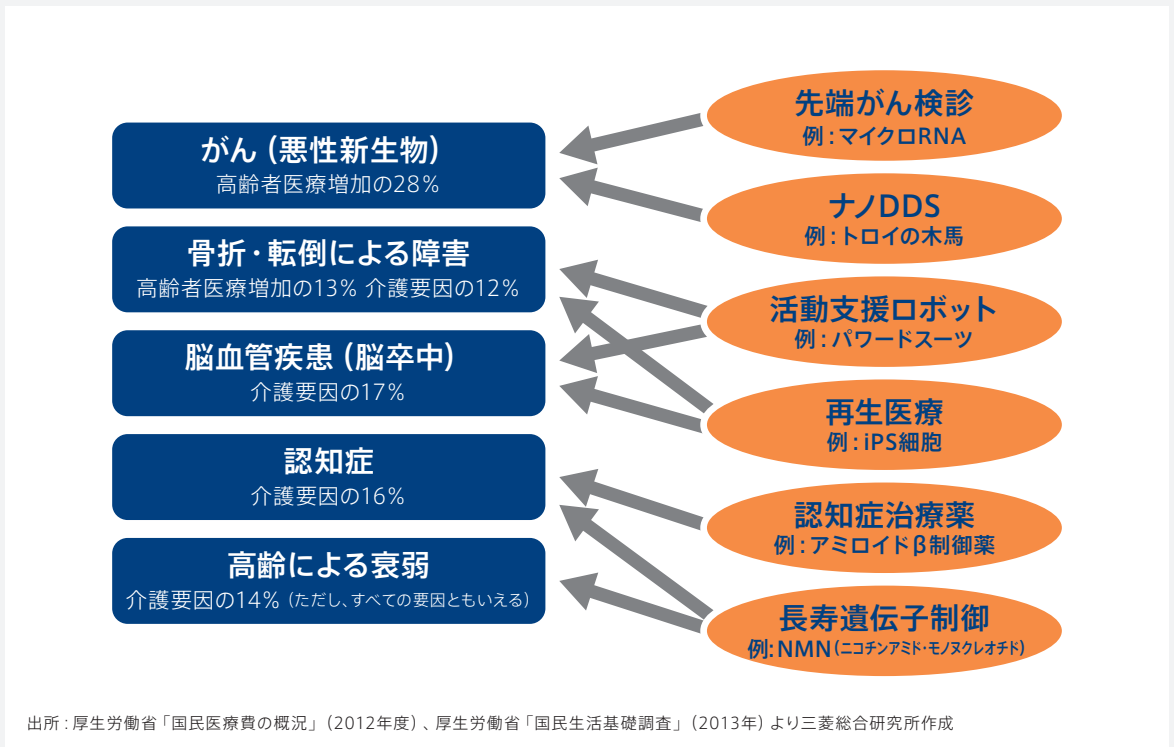 がん（悪性新生物）
高齢者医療増加の28%
骨折・転倒による障害
高齢者医療増加の13% 介護要因の12%
脳血管疾患（脳卒中）
介護要因の17%
認知症
介護要因の16%
高齢による衰弱
介護要因の14%（ただし、すべての要因ともいえる）
先端がん検診
例：マイクロRNA
ナノDDS
例：トロイの木馬
活動支援ロボット
例：パワードスーツ
再生医療
例：iPS細胞
認知症治療薬
例：アミロイドβ制御薬
長寿遺伝子制御
例：NMN（ニコチンアミド・モノヌクレオチド）
出所：厚生労働省「国民医療費の概況」（2012年度）、厚生労働省「国民生活基礎調査」（2013年）より三菱総合研究所作成